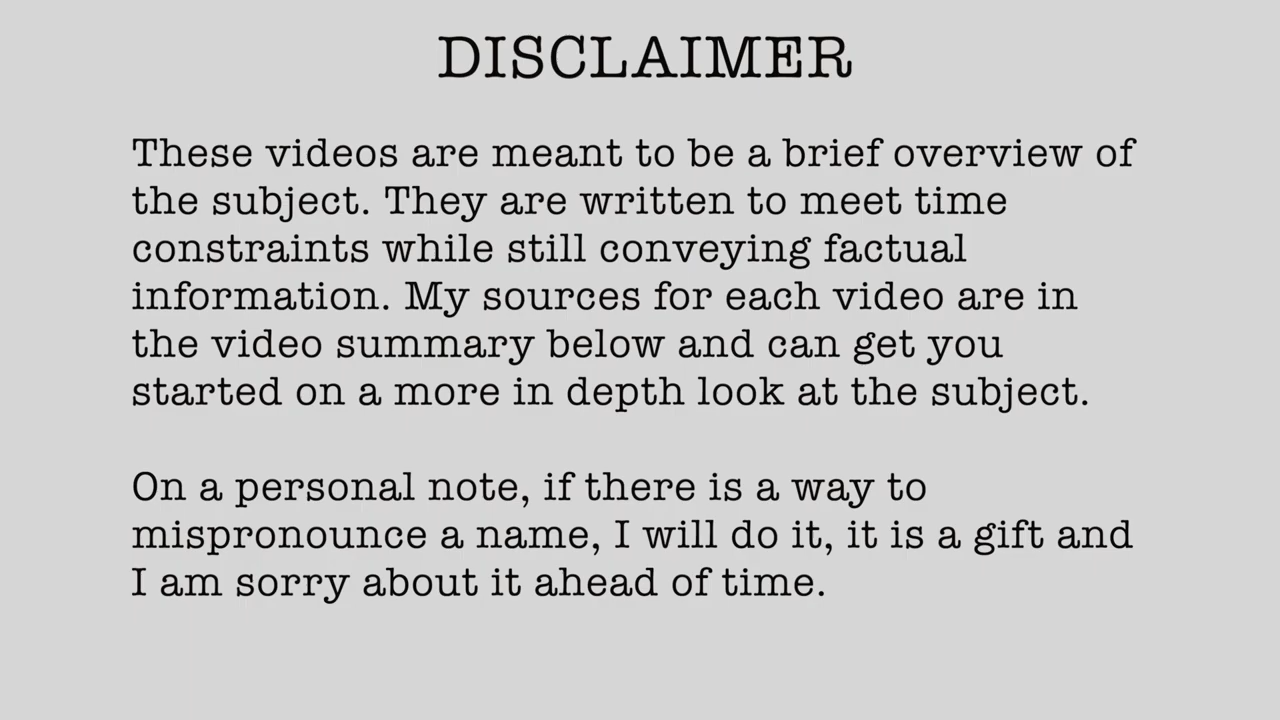 DISCLAIMER
These videos are meant to be a brief overview of
the subject. They are written to meet time
constraints while still conveying factual
information. My sources for each video are in
the video summary below and can get you
started on a more in depth look at the subject.
On a personal note, if there is a way to
mispronounce a name, I will do it, it is a gift and
I am sorry about it ahead of time.